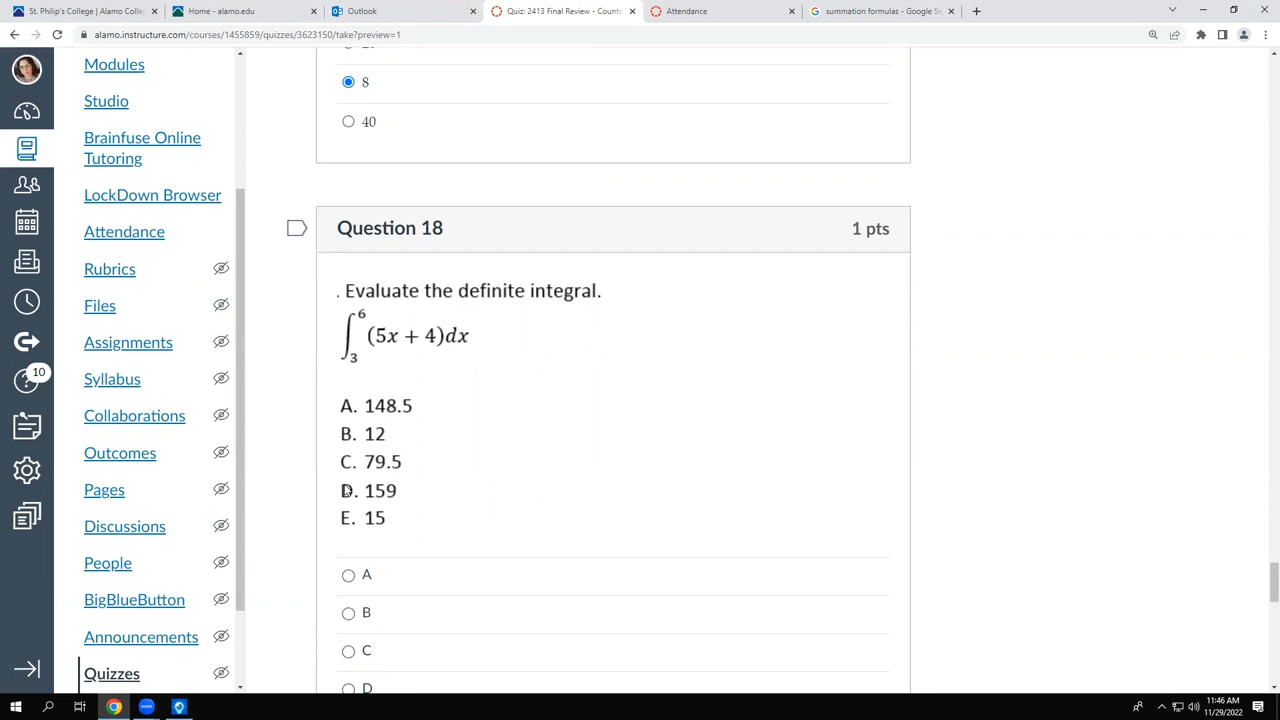 St. Philip's College | Alamo Colleg
Home - alamo.edu
Outlook
Quiz: 2413 Final Review - Count
Attendance
summation formulas - Google Se
alamo.instructure.com/courses/1455859/quizzes/3623150/take?preview=1
Modules
Studio
Brainfuse Online
Tutoring
LockDown Browser
Attendance
Rubrics
Files
Assignments
Syllabus
Collaborations
Outcomes
Pages
Discussions
People
BigBlueButton
Announcements
Quizzes
10
8
40
Question 18
1 pts
. Evaluate the definite integral.
∫₃⁶ (5x + 4)dx
A. 148.5
B. 12
C. 79.5
D. 159
E. 15
A
B
C
D
zoom
11:46 AM
11/29/2022